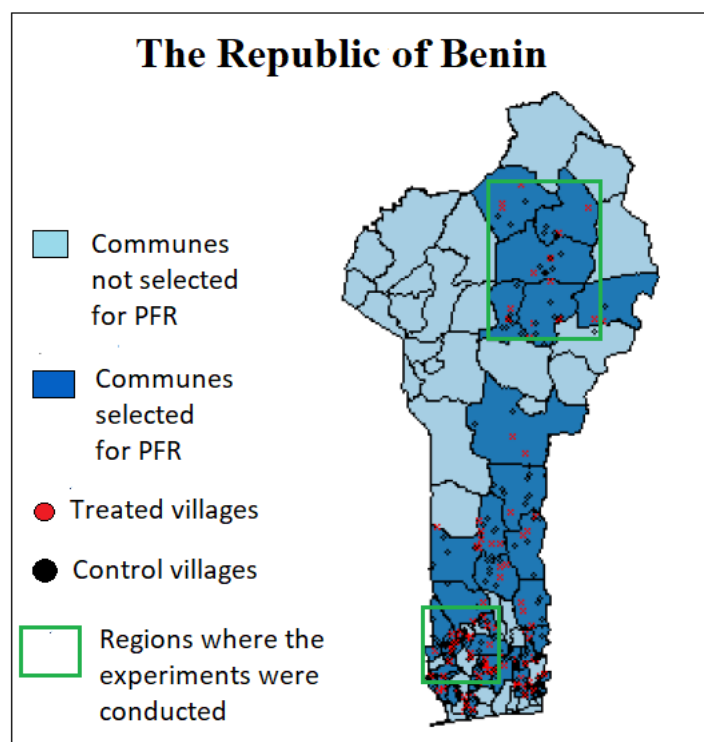 The Republic of Benin
Communes
not selected
for PFR
Communes
selected
for PFR
Treated villages
Control villages
Regions where the
experiments were
conducted